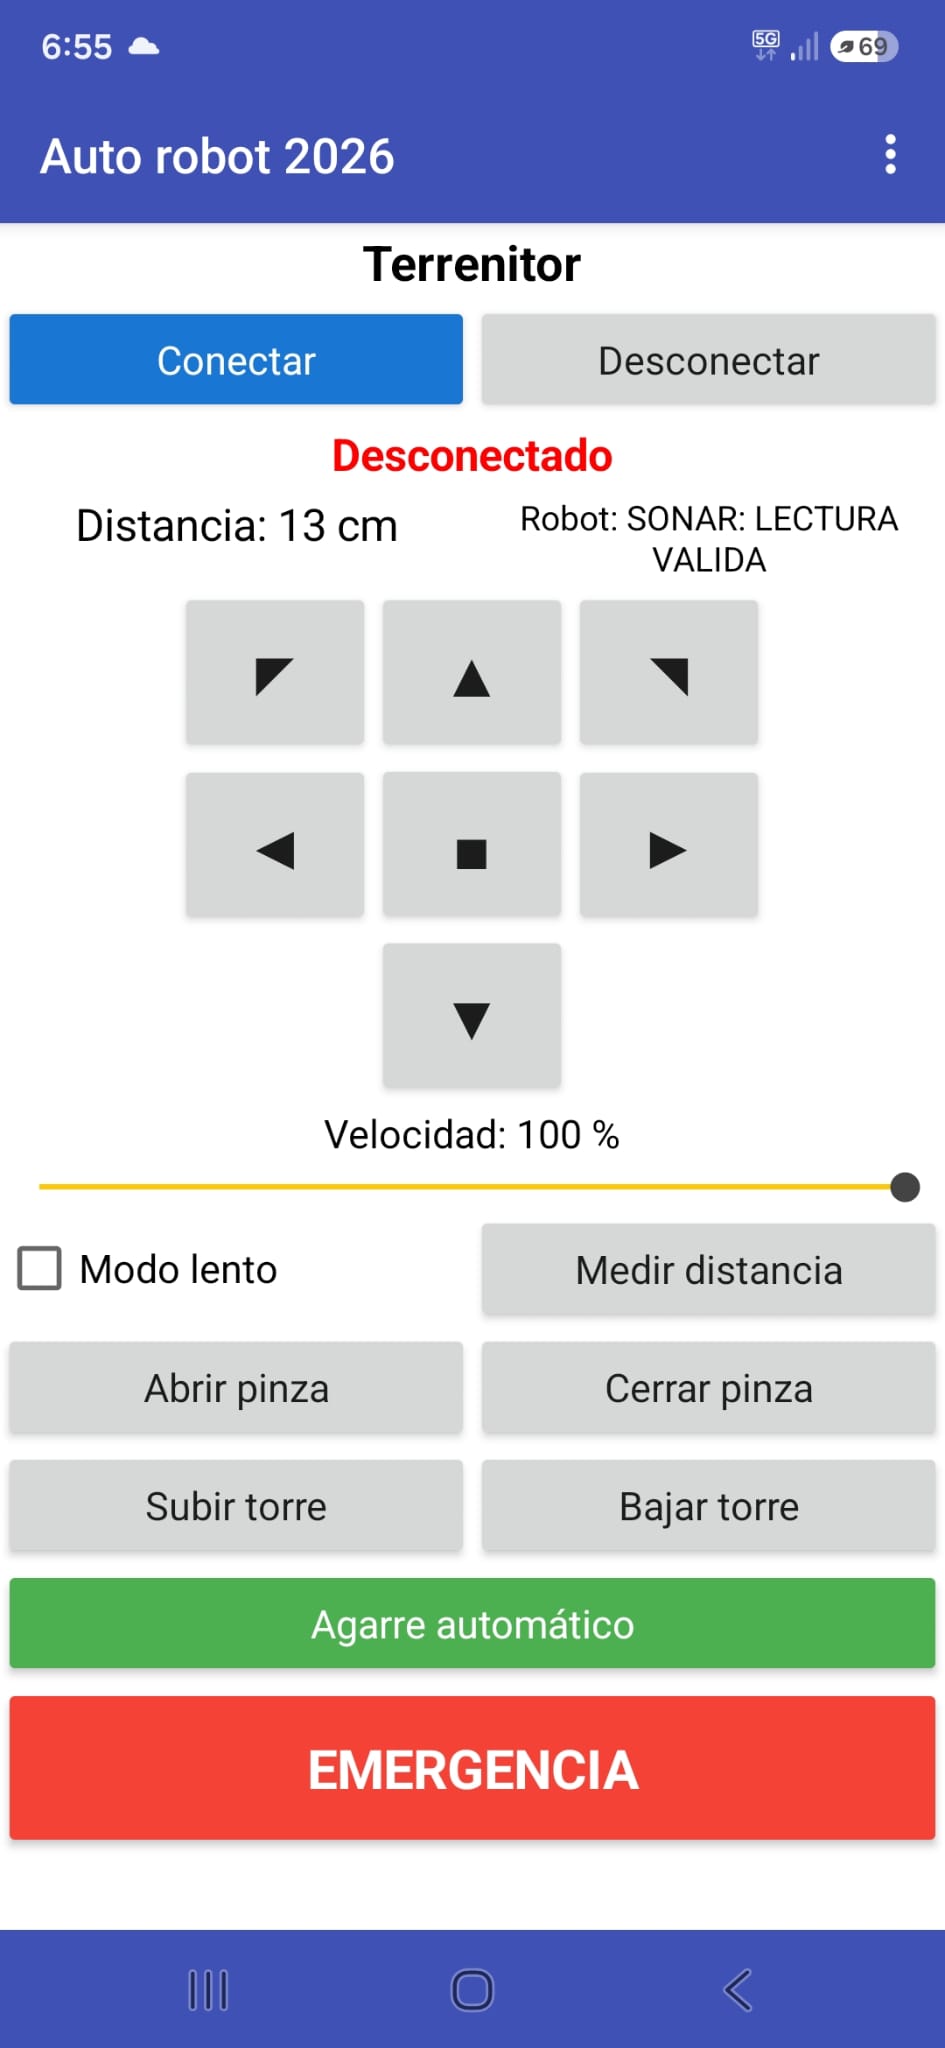 6:55
5G
69
Auto robot 2026
Terrenitor
Conectar
Desconectar
Desconectado
Distancia: 13 cm
Robot: SONAR: LECTURA
VALIDA
Velocidad: 100 %
Modo lento
Medir distancia
Abrir pinza
Cerrar pinza
Subir torre
Bajar torre
Agarre automático
EMERGENCIA